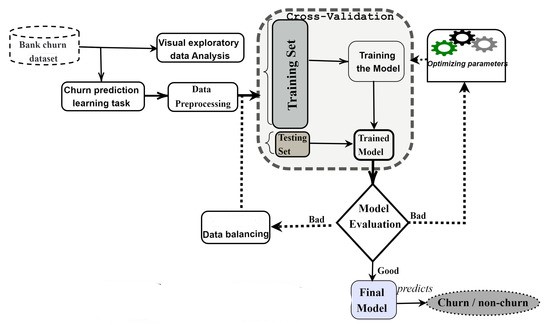 Cross-Validation
Bank churn
dataset
Visual exploratory
data Analysis
Churn prediction
learning task
Data
Preprocessing
Training Set
Training
the Model
Optimizing parameters
Testing
Set
Trained
Model
Model
Evaluation
Bad
Bad
Data balancing
Good
Final
Model
predicts
Churn / non-churn